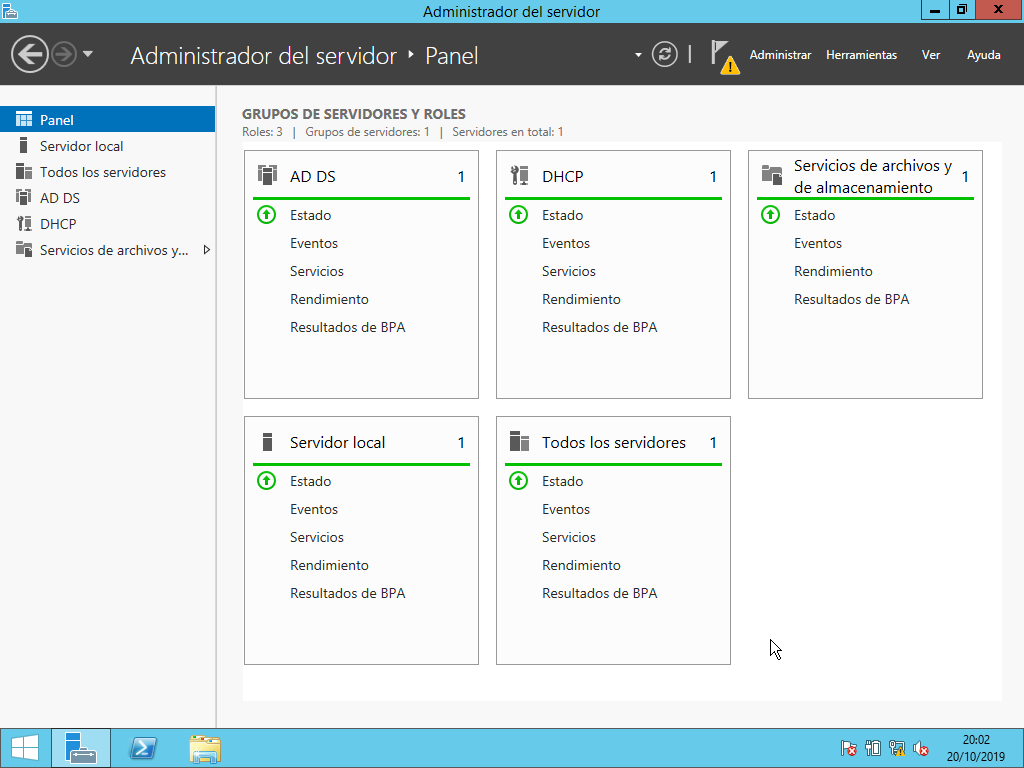 Administrador del servidor
Administrador del servidor ‣ Panel
Administrar Herramientas Ver Ayuda
Panel
Servidor local
Todos los servidores
AD DS
DHCP
Servicios de archivos y...
GRUPOS DE SERVIDORES Y ROLES
Roles: 3 | Grupos de servidores: 1 | Servidores en total: 1
AD DS 1
Estado
Eventos
Servicios
Rendimiento
Resultados de BPA
DHCP 1
Estado
Eventos
Servicios
Rendimiento
Resultados de BPA
Servicios de archivos y
de almacenamiento 1
Estado
Eventos
Rendimiento
Resultados de BPA
Servidor local 1
Estado
Eventos
Servicios
Rendimiento
Resultados de BPA
Todos los servidores 1
Estado
Eventos
Servicios
Rendimiento
Resultados de BPA
20:02
20/10/2019